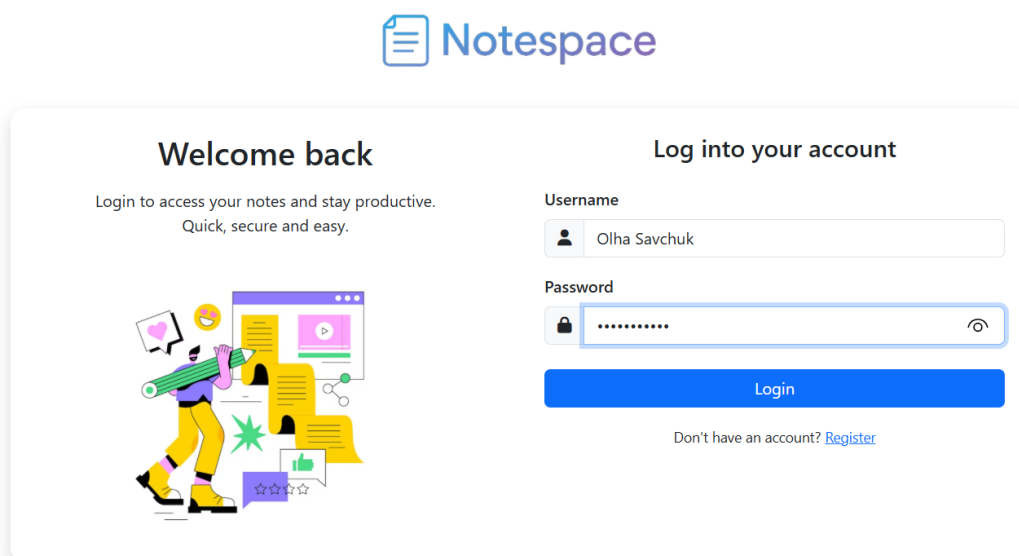 Notespace
Welcome back
Login to access your notes and stay productive.
Quick, secure and easy.
Log into your account
Username
Olha Savchuk
Password
•••••••••••
Login
Don't have an account? Register